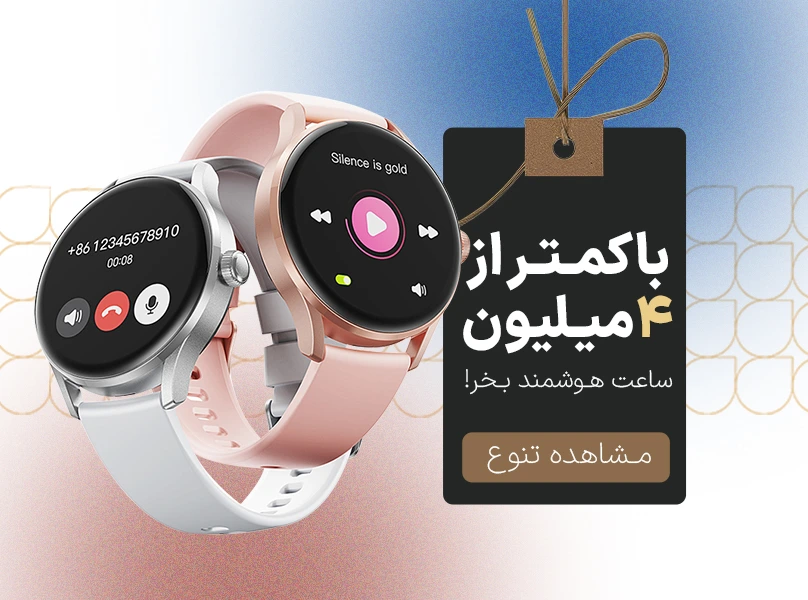 +86 12345678910
00:08
Silence is gold
با کمتر از
۴ میلیون
ساعت هوشمند بخر!
مشاهده تنوع